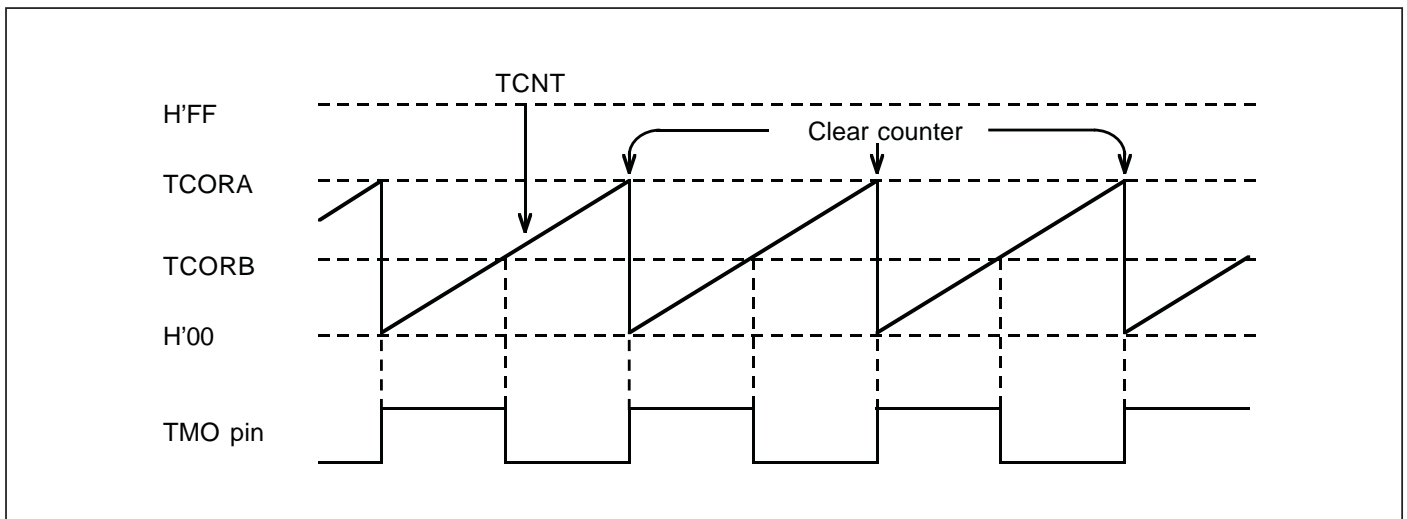 TCNT
H'FF
Clear counter
TCORA
TCORB
H'00
TMO pin